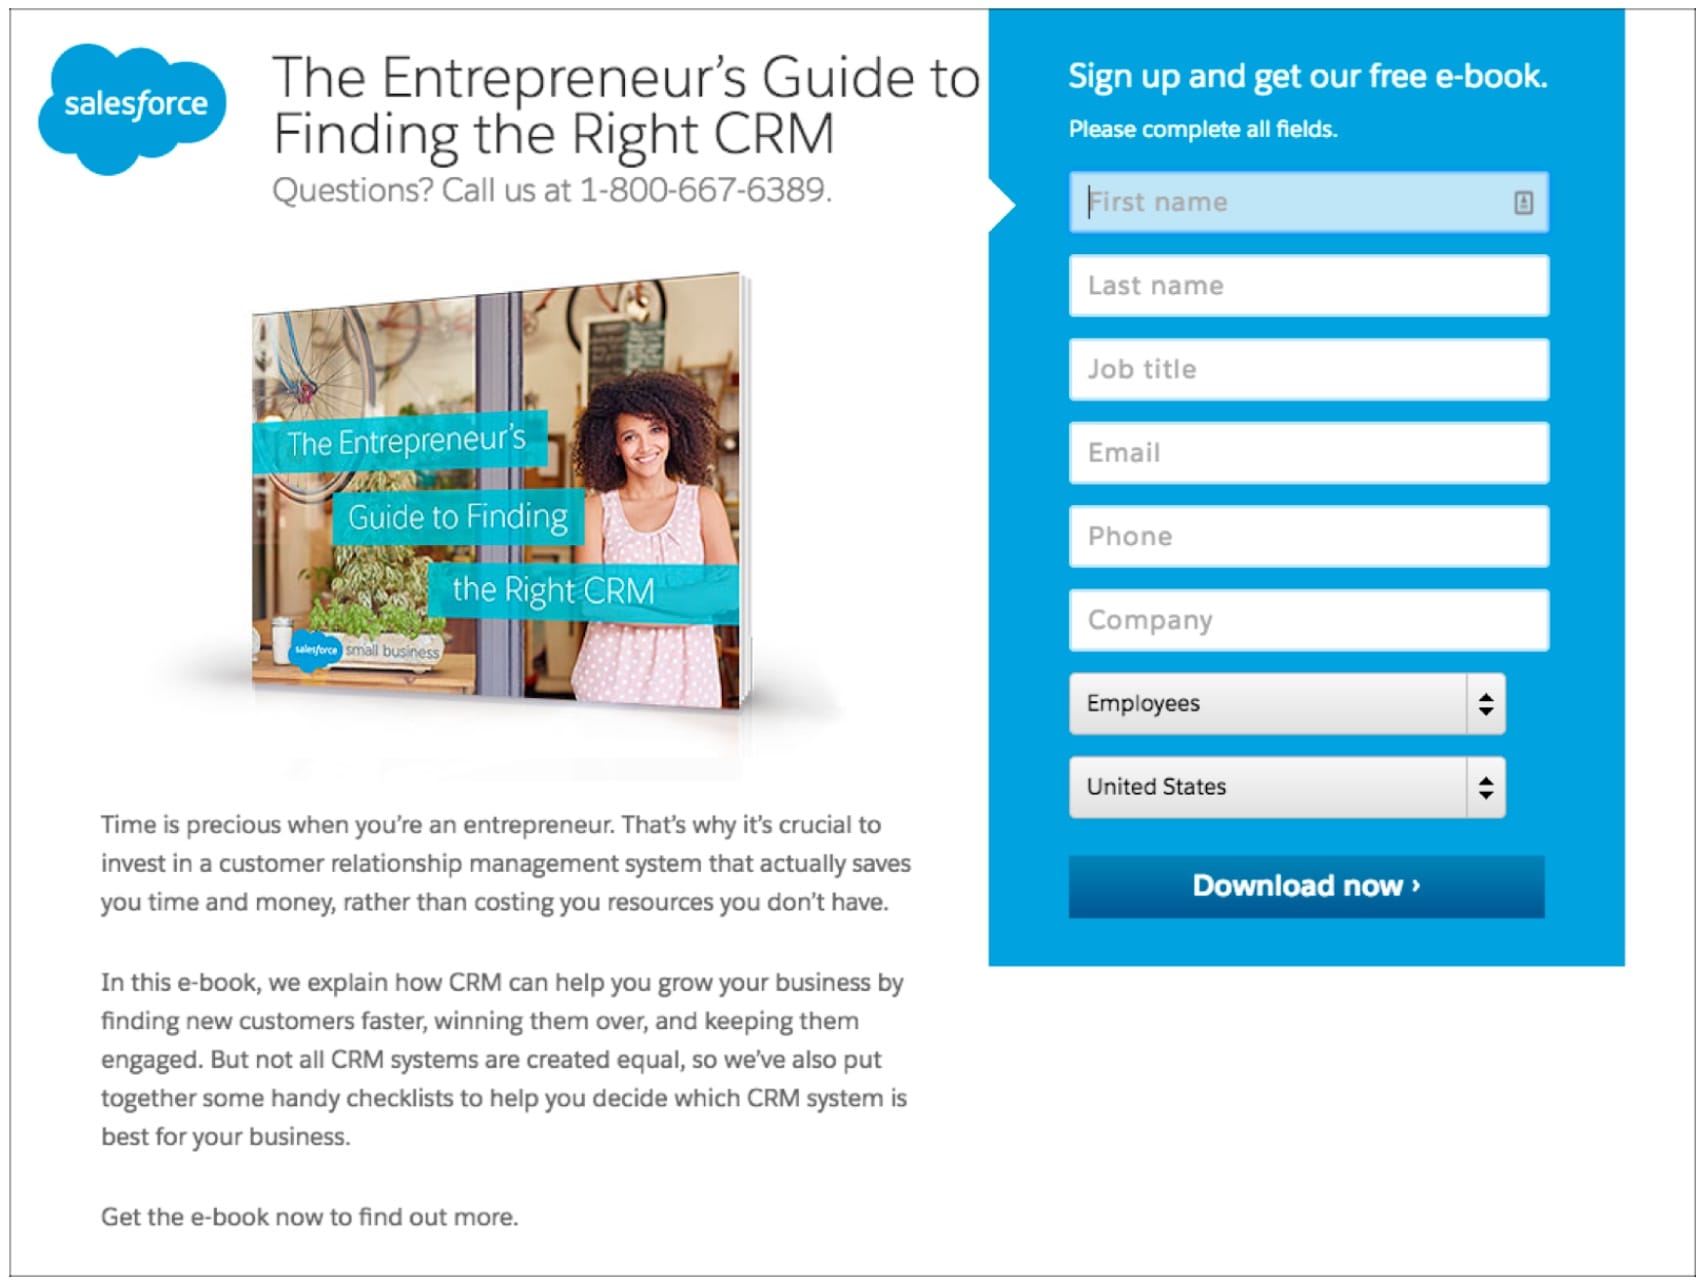 salesforce
The Entrepreneur's Guide to
Finding the Right CRM
Questions? Call us at 1-800-667-6389.
The Entrepreneur's
Guide to Finding
the Right CRM
salesforce small business
Time is precious when you're an entrepreneur. That's why it's crucial to
invest in a customer relationship management system that actually saves
you time and money, rather than costing you resources you don't have.
In this e-book, we explain how CRM can help you grow your business by
finding new customers faster, winning them over, and keeping them
engaged. But not all CRM systems are created equal, so we've also put
together some handy checklists to help you decide which CRM system is
best for your business.
Get the e-book now to find out more.
Sign up and get our free e-book.
Please complete all fields.
First name
Last name
Job title
Email
Phone
Company
Employees
United States
Download now ›